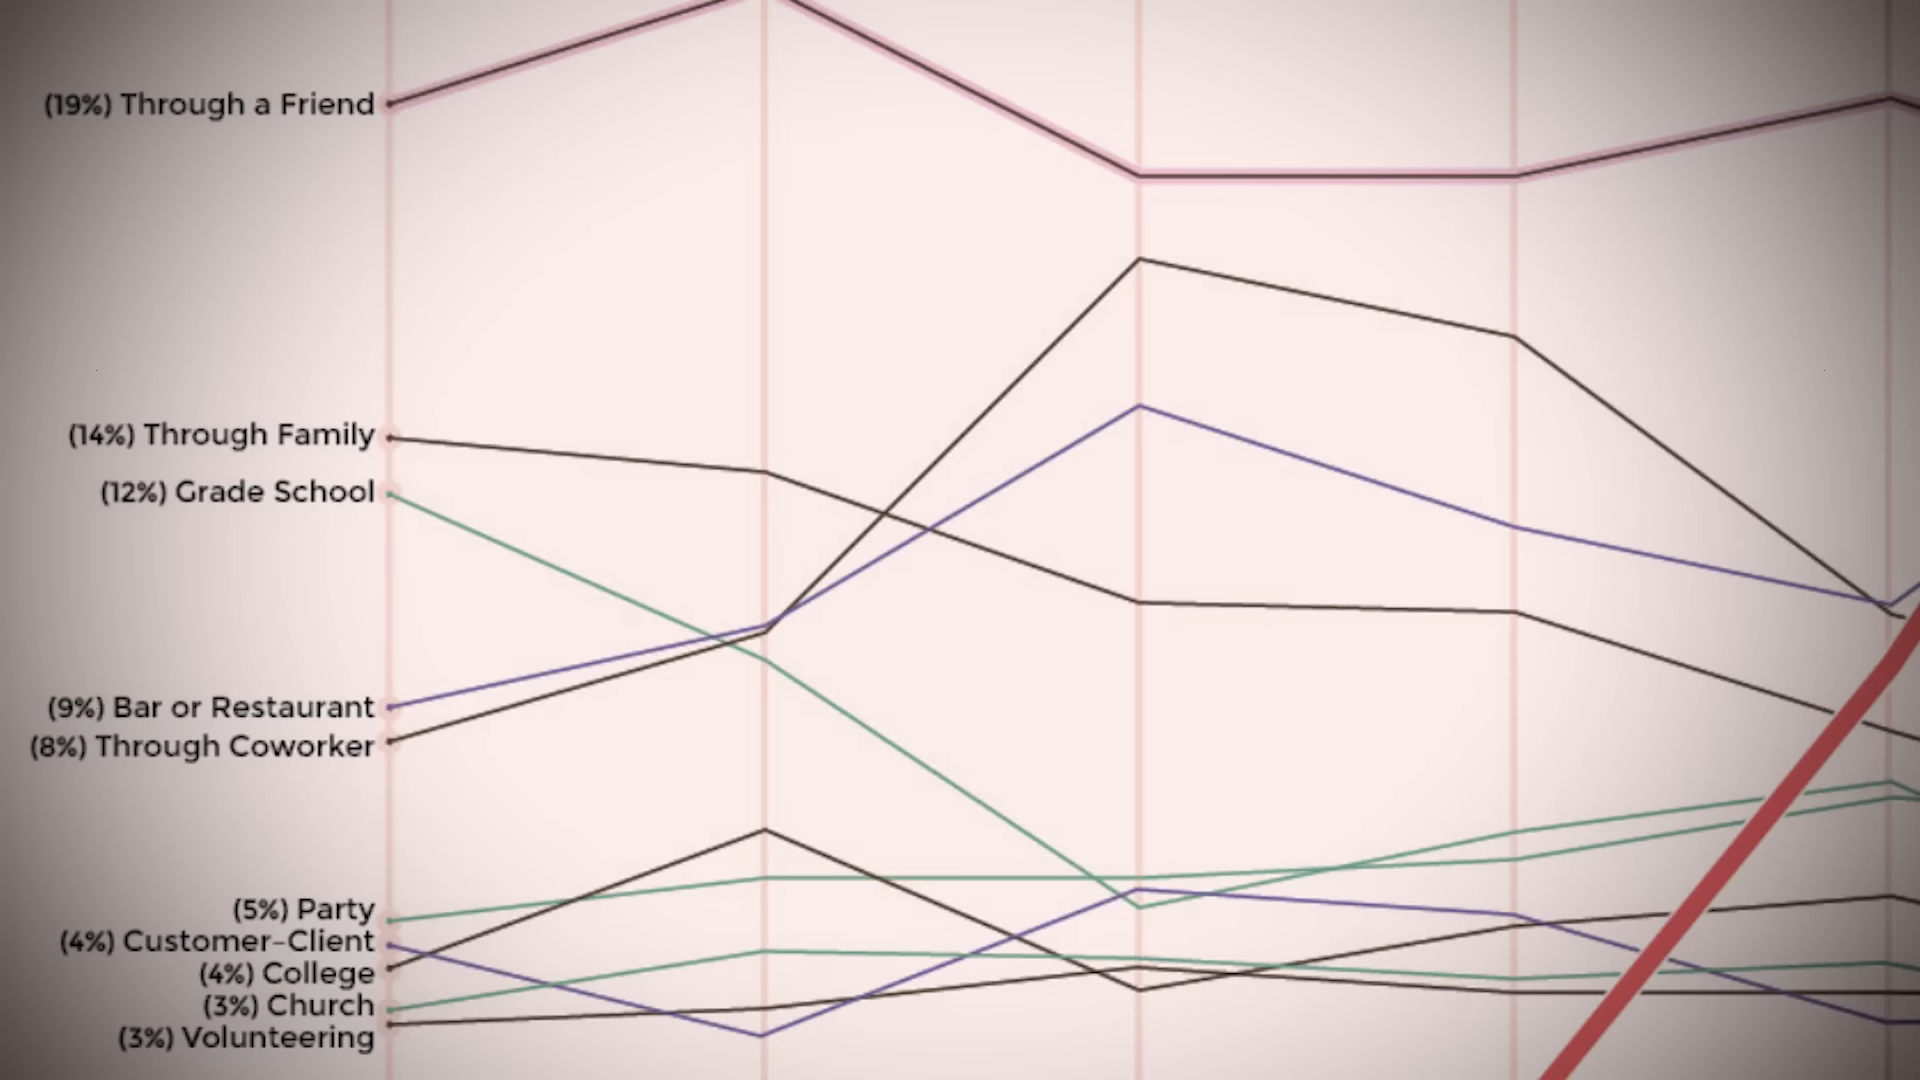 (19%) Through a Friend
(14%) Through Family
(12%) Grade School
(9%) Bar or Restaurant
(8%) Through Coworker
(5%) Party
(4%) Customer-Client
(4%) College
(3%) Church
(3%) Volunteering